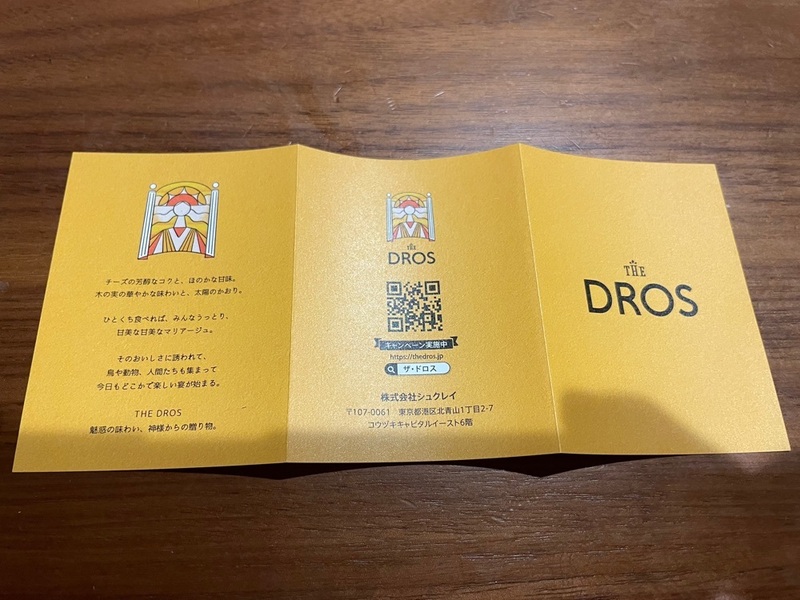 チーズの芳醇なコクと、ほのかな甘味。
木の実の華やかな味わいと、太陽のかおり。
ひとくち食べれば、みんなうっとり、
甘美な甘美なマリアージュ。
そのおいしさに誘われて、
鳥や動物、人間たちも集まって
今日もどこかで楽しい宴が始まる。
THE DROS
魅惑の味わい、神様からの贈り物。
THE
DROS
キャンペーン実施中
https://thedros.jp
ザ・ドロス
株式会社シュクレイ
〒107-0061 東京都港区北青山1丁目2-7
コウヅキキャピタルイースト6階
THE
DROS